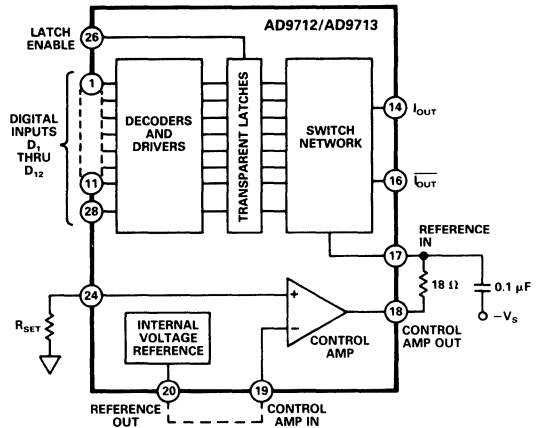 AD9712/AD9713
LATCH
ENABLE
26
1
DIGITAL
INPUTS
D1
THRU
D12
11
28
DECODERS
AND
DRIVERS
TRANSPARENT LATCHES
SWITCH
NETWORK
14
IOUT
16
IOUT
REFERENCE
IN
17
18 Ω
0.1 µF
–VS
18
CONTROL
AMP OUT
24
RSET
+
–
CONTROL
AMP
INTERNAL
VOLTAGE
REFERENCE
20
19
REFERENCE
OUT
CONTROL
AMP IN